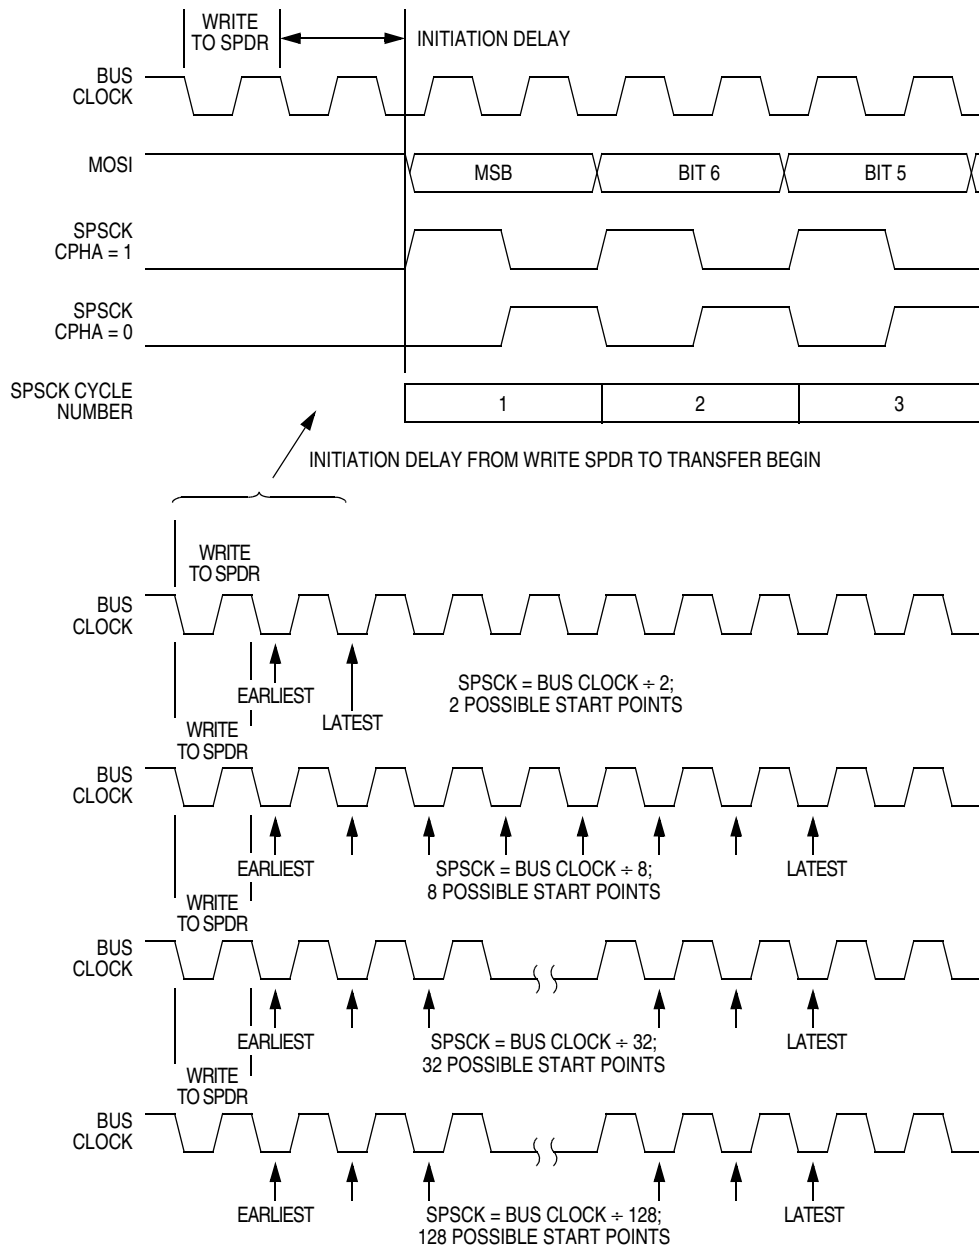 WRITE
TO SPDR
INITIATION DELAY
BUS
CLOCK
MOSI
MSB
BIT 6
BIT 5
SPSCK
CPHA = 1
SPSCK
CPHA = 0
SPSCK CYCLE
NUMBER
1
2
3
INITIATION DELAY FROM WRITE SPDR TO TRANSFER BEGIN
WRITE
TO SPDR
BUS
CLOCK
EARLIEST
LATEST
SPSCK = BUS CLOCK ÷ 2;
2 POSSIBLE START POINTS
WRITE
TO SPDR
BUS
CLOCK
EARLIEST
SPSCK = BUS CLOCK ÷ 8;
8 POSSIBLE START POINTS
LATEST
WRITE
TO SPDR
BUS
CLOCK
EARLIEST
SPSCK = BUS CLOCK ÷ 32;
32 POSSIBLE START POINTS
LATEST
WRITE
TO SPDR
BUS
CLOCK
EARLIEST
SPSCK = BUS CLOCK ÷ 128;
128 POSSIBLE START POINTS
LATEST